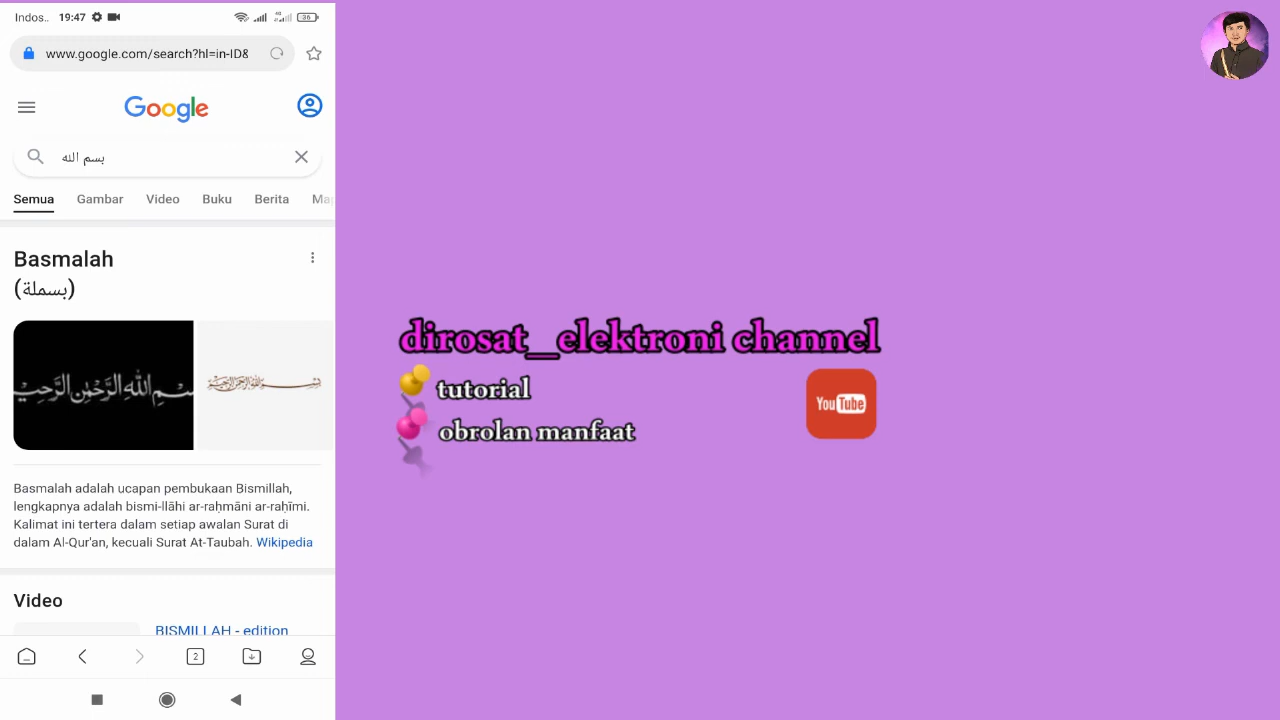 Indos..
19:47
36
www.google.com/search?hl=in-ID&
Google
بسم الله
Semua Gambar Video Buku Berita
Basmalah
(بسملة)
Basmalah adalah ucapan pembukaan Bismillah,
lengkapnya adalah bismi-llāhi ar-raḥmāni ar-raḥīmi.
Kalimat ini tertera dalam setiap awalan Surat di
dalam Al-Qur'an, kecuali Surat At-Taubah. Wikipedia
Video
BISMILLAH - edition
2
dirosat_elektroni channel
tutorial
obrolan manfaat
YouTube